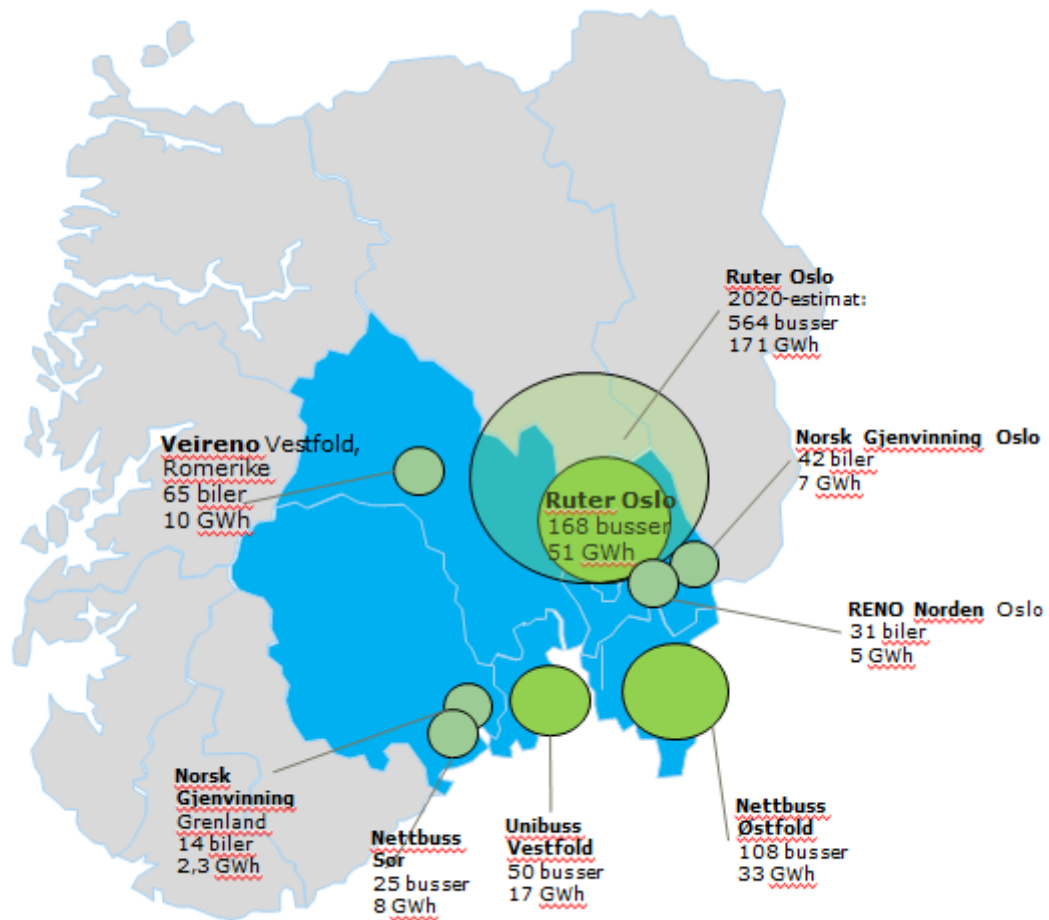 Ruter Oslo
2020-estimat:
564 busser
171 GWh
Norsk Gjenvinning Oslo
42 biler
7 GWh
Veireno Vestfold,
Romerike
65 biler
10 GWh
Ruter Oslo
168 busser
51 GWh
RENO Norden Oslo
31 biler
5 GWh
Norsk
Gjenvinning
Grenland
14 biler
2,3 GWh
Nettbuss
Sør
25 busser
8 GWh
Unibuss
Vestfold
50 busser
17 GWh
Nettbuss
Østfold
108 busser
33 GWh